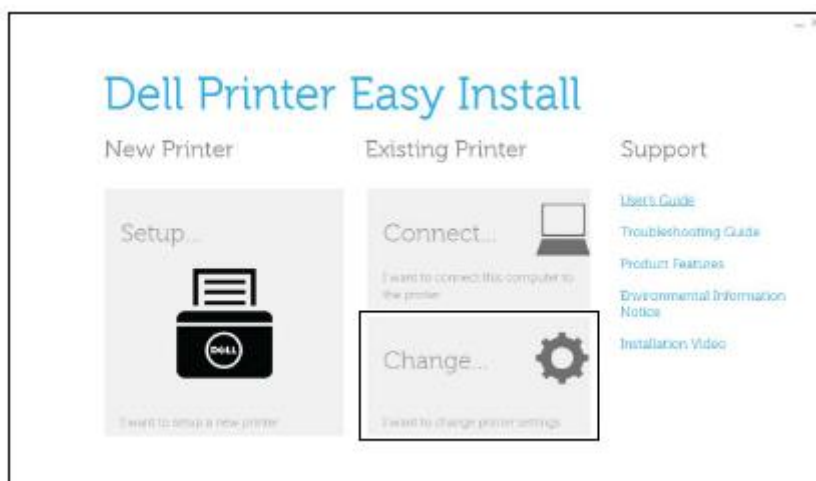 Dell Printer Easy Install
New Printer
Setup...
DELL
I want to setup a new printer
Existing Printer
Connect...
I want to connect this computer to
the printer
Change...
I want to change printer settings
Support
User's Guide
Troubleshooting Guide
Product Features
Environmental Information
Notice
Installation Video